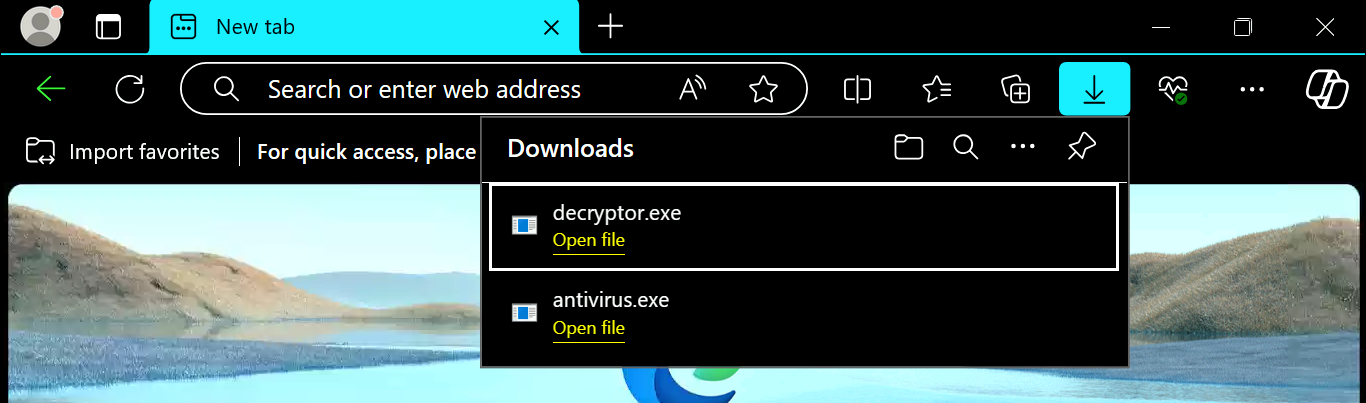 New tab
Search or enter web address
Import favorites
For quick access, place
Downloads
decryptor.exe
Open file
antivirus.exe
Open file